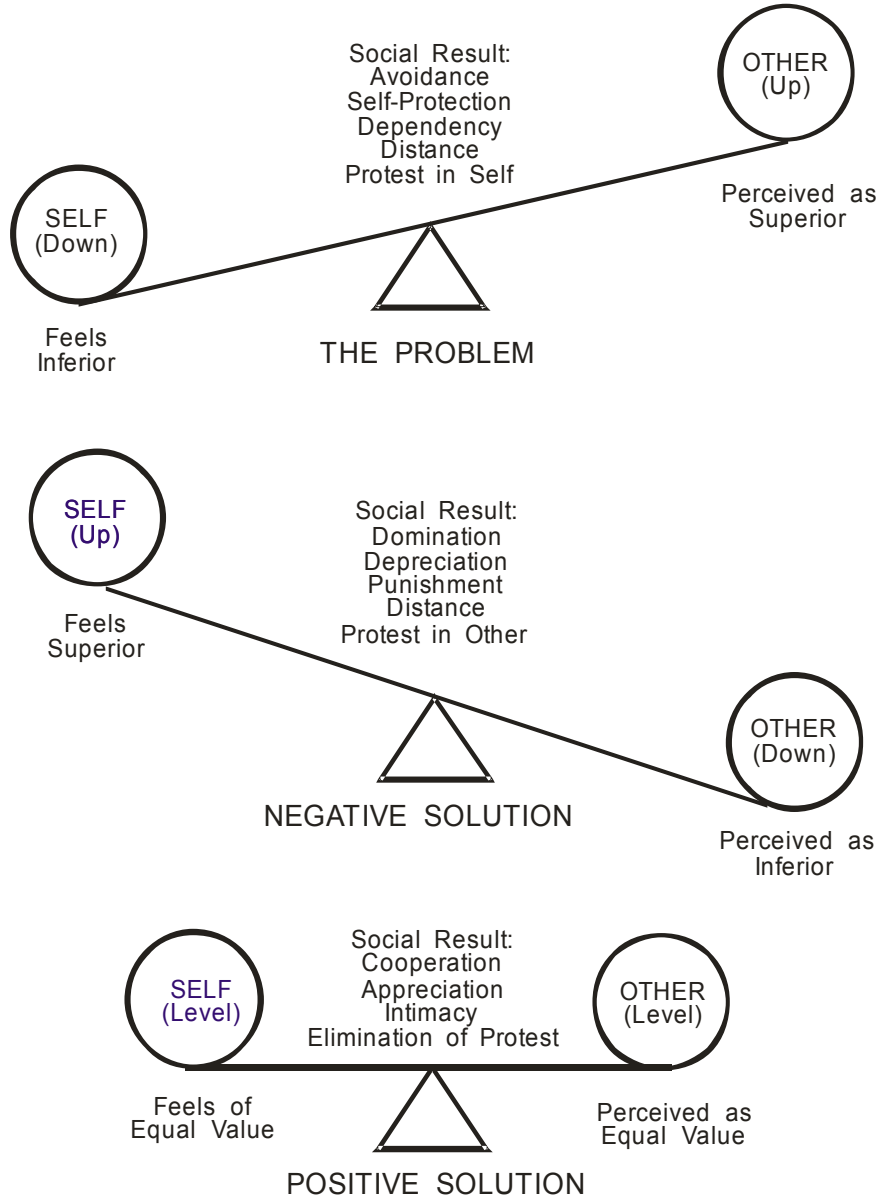 Social Result:
Avoidance
Self-Protection
Dependency
Distance
Protest in Self
OTHER
(Up)
Perceived as
Superior
SELF
(Down)
Feels
Inferior
THE PROBLEM
SELF
(Up)
Feels
Superior
Social Result:
Domination
Depreciation
Punishment
Distance
Protest in Other
OTHER
(Down)
Perceived as
Inferior
NEGATIVE SOLUTION
SELF
(Level)
Feels of
Equal Value
Social Result:
Cooperation
Appreciation
Intimacy
Elimination of Protest
OTHER
(Level)
Perceived as
Equal Value
POSITIVE SOLUTION